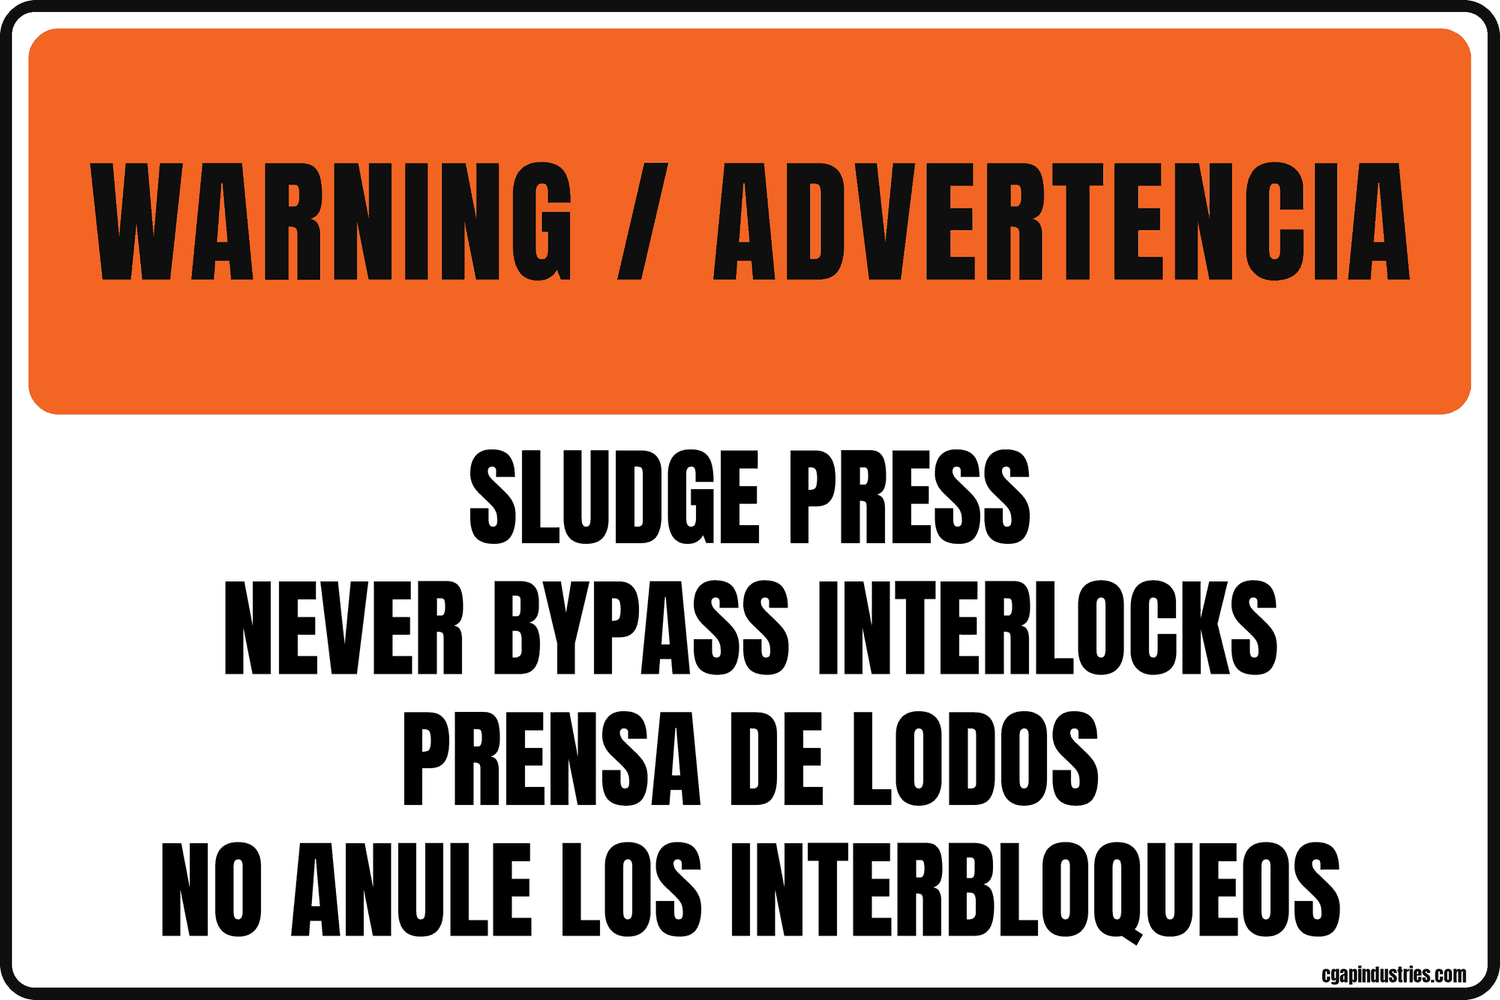 WARNING / ADVERTENCIA
SLUDGE PRESS
NEVER BYPASS INTERLOCKS
PRENSA DE LODOS
NO ANULE LOS INTERBLOQUEOS
cgapindustries.com